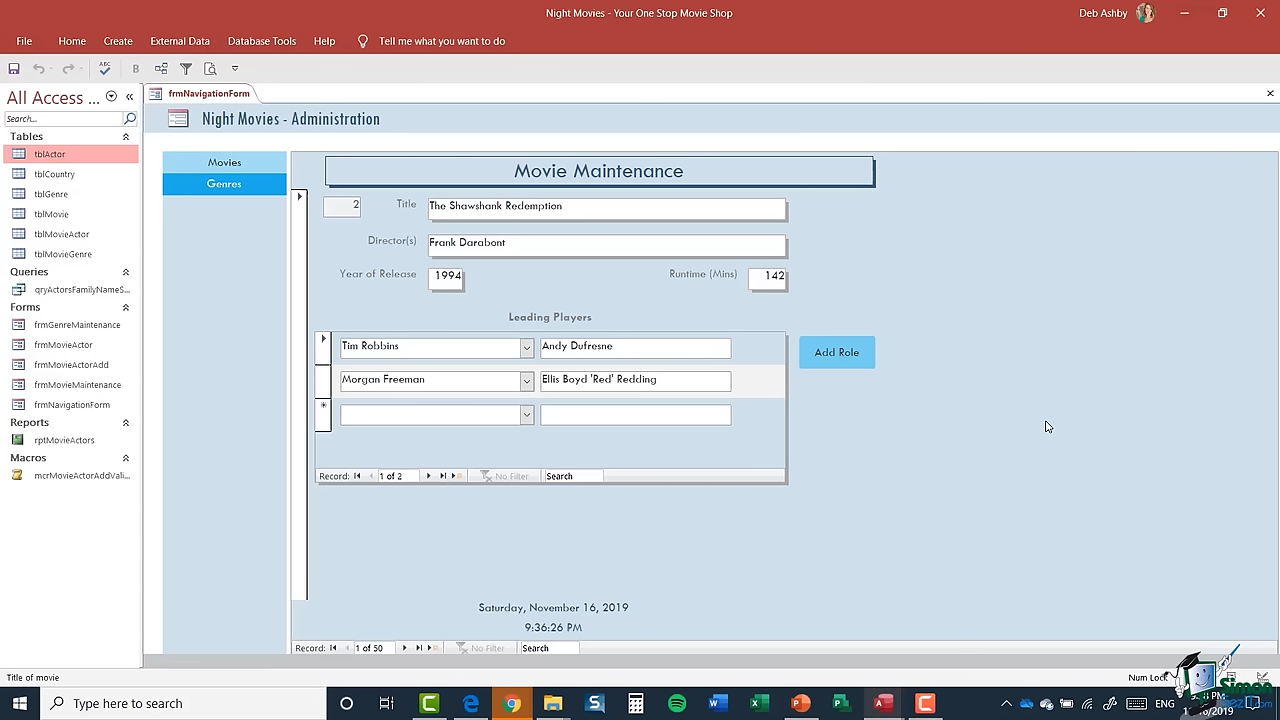 Night Movies - Your One Stop Movie Shop
Deb Ashby
File Home Create External Data Database Tools Help Tell me what you want to do
ABC
B
All Access ...
frmNavigationForm
Search...
Night Movies - Administration
Tables
tblActor
tblCountry
tblGenre
tblMovie
tblMovieActor
tblMovieGenre
Queries
qryActorsFamilyNameS...
Forms
frmGenreMaintenance
frmMovieActor
frmMovieActorAdd
frmMovieMaintenance
frmNavigationForm
Reports
rptMovieActors
Macros
mcrMovieActorAddVali...
Movies
Genres
Movie Maintenance
2 Title The Shawshank Redemption
Director(s) Frank Darabont
Year of Release 1994 Runtime (Mins) 142
Leading Players
Tim Robbins Andy Dufresne
Add Role
Morgan Freeman Ellis Boyd 'Red' Redding
Record: 1 of 2 No Filter Search
Saturday, November 16, 2019
9:36:26 PM
Record: 1 of 50 No Filter Search
Title of movie
Num Lock
Type here to search
ENG